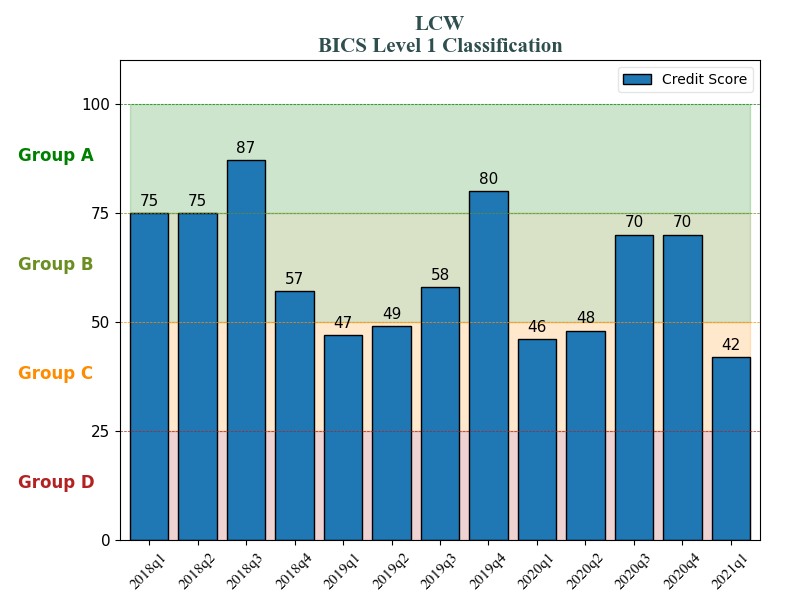 LCW
BICS Level 1 Classification
Credit Score
100
75
50
25
0
Group A
Group B
Group C
Group D
75
75
87
57
47
49
58
80
46
48
70
70
42
2018q1
2018q2
2018q3
2018q4
2019q1
2019q2
2019q3
2019q4
2020q1
2020q2
2020q3
2020q4
2021q1